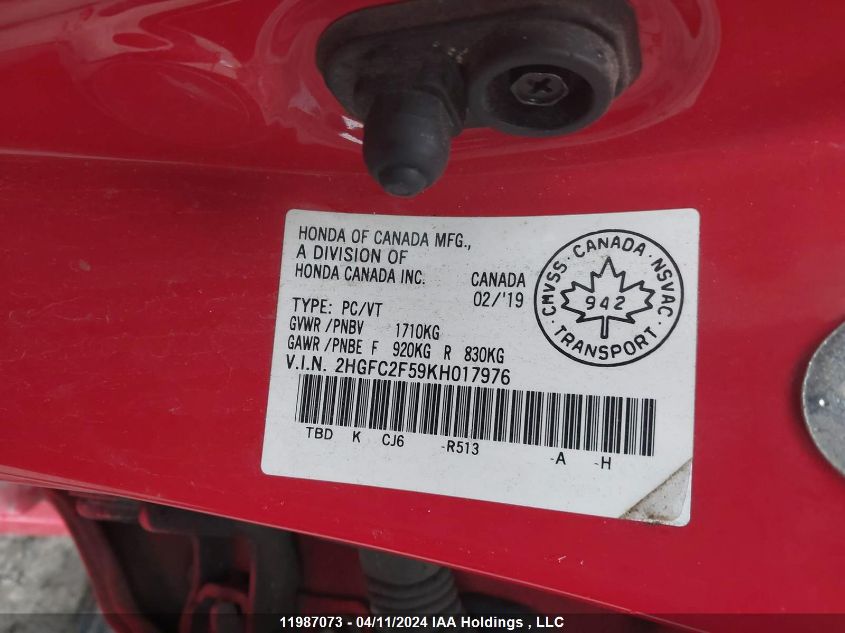 HONDA OF CANADA MFG.,
A DIVISION OF
HONDA CANADA INC.
CANADA
02/'19
TYPE: PC/VT
GVWR /PNBV 1710KG
GAWR /PNBE F 920KG R 830KG
V.I.N. 2HGFC2F59KH017976
TBD K CJ6 -R513 -A -H
CMVSS · CANADA · NSVAC
942
· TRANSPORT ·
11987073 - 04/11/2024 IAA Holdings , LLC